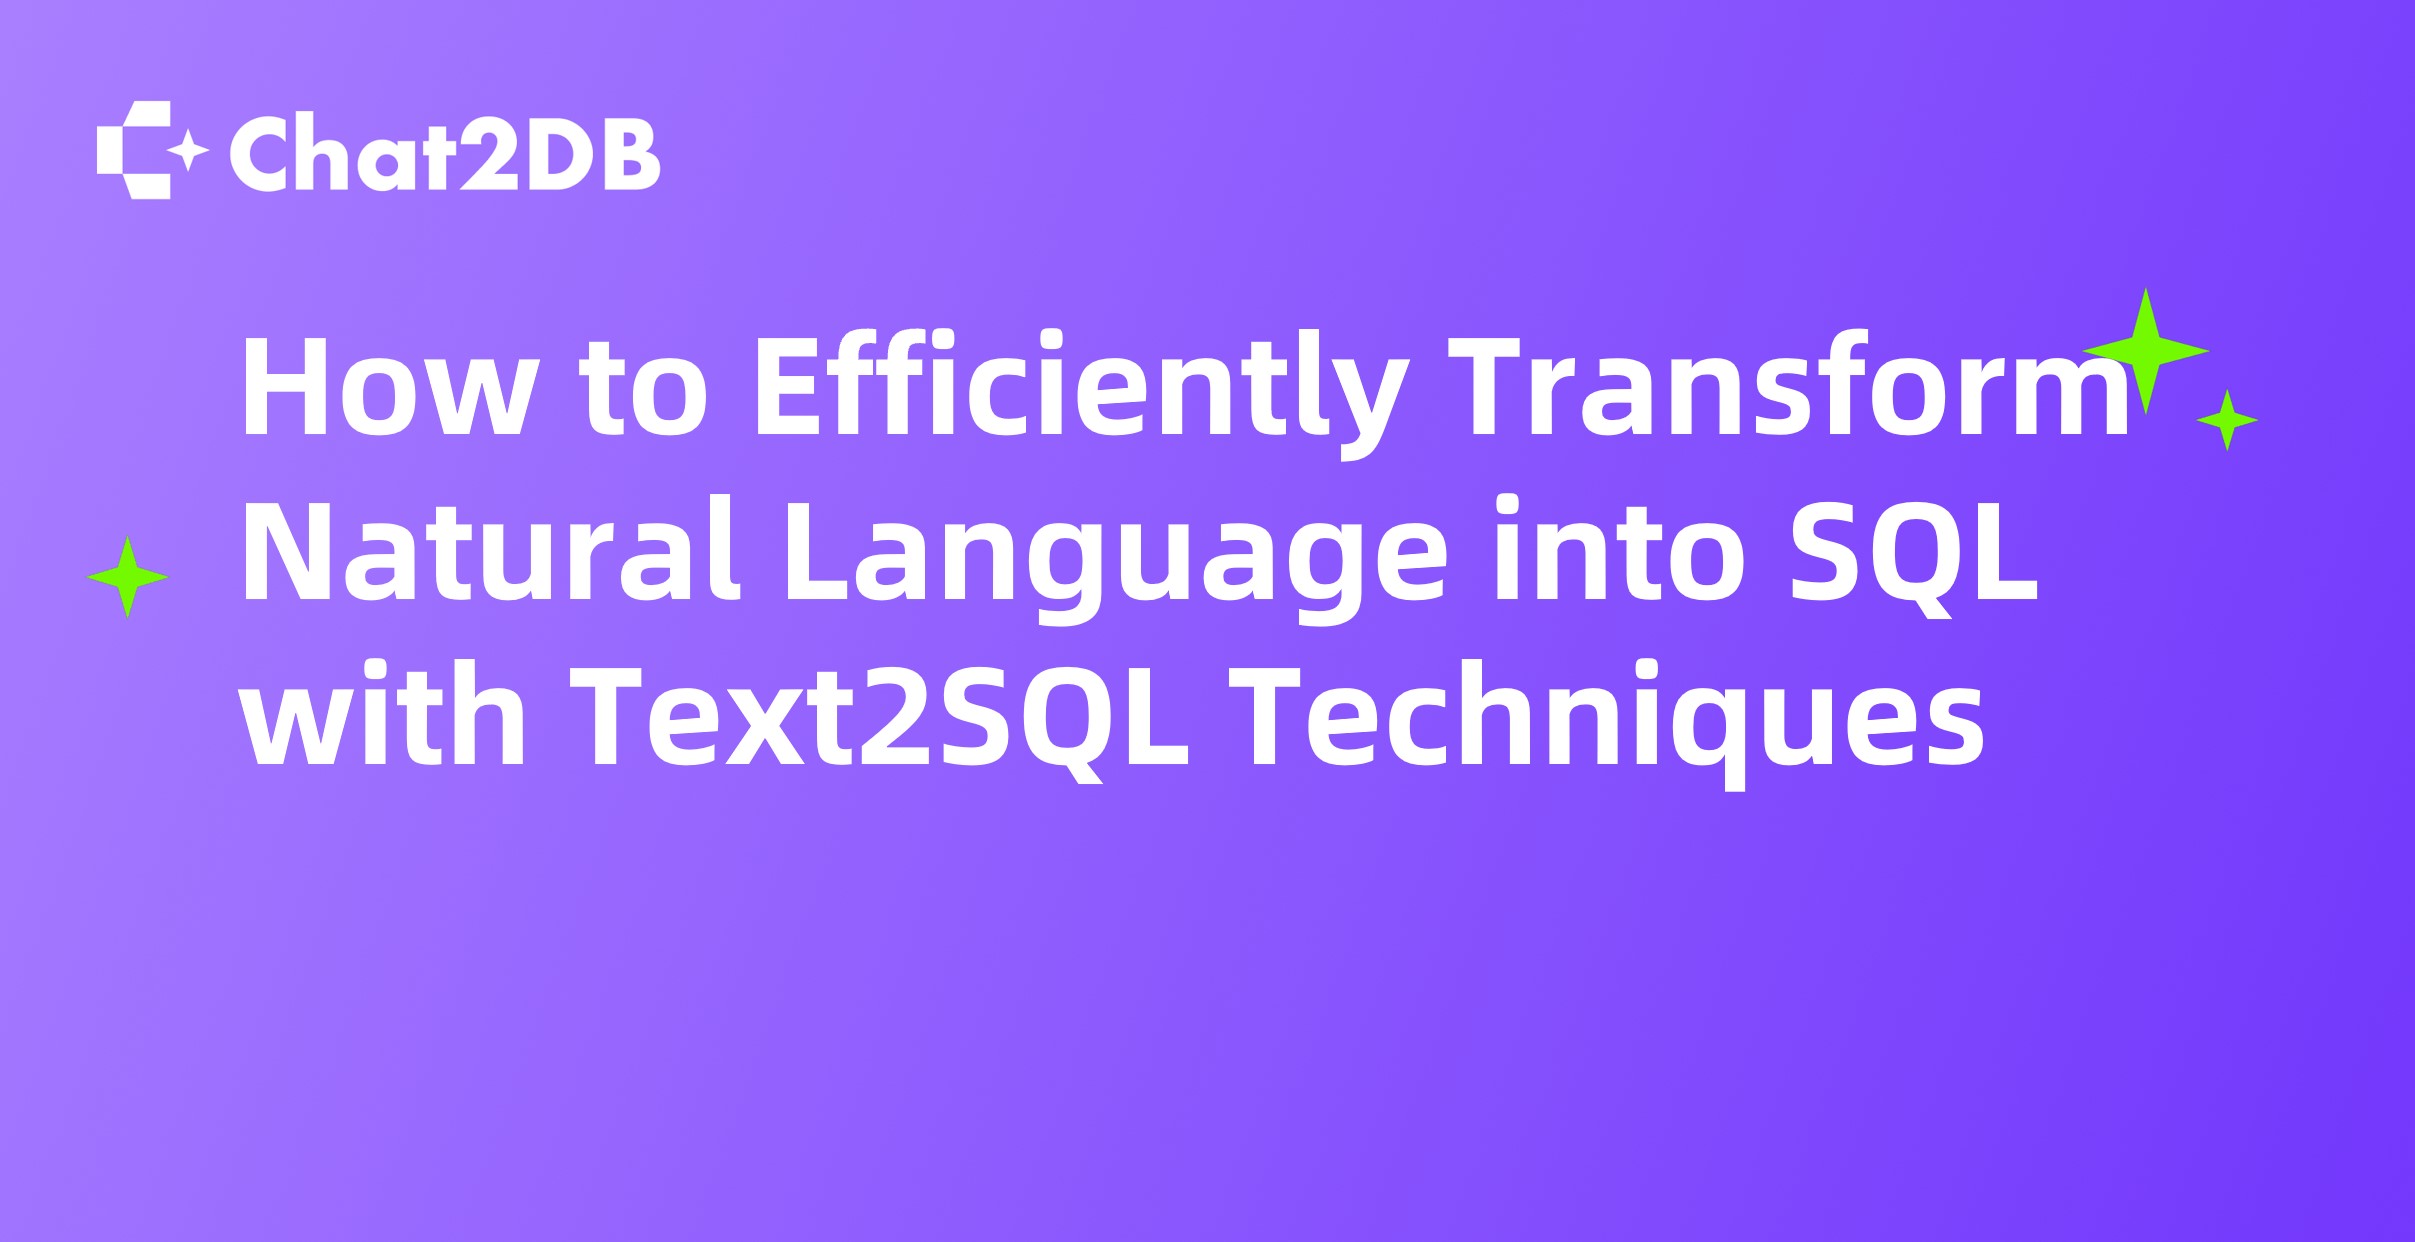 Chat2DB
How to Efficiently Transform
Natural Language into SQL
with Text2SQL Techniques